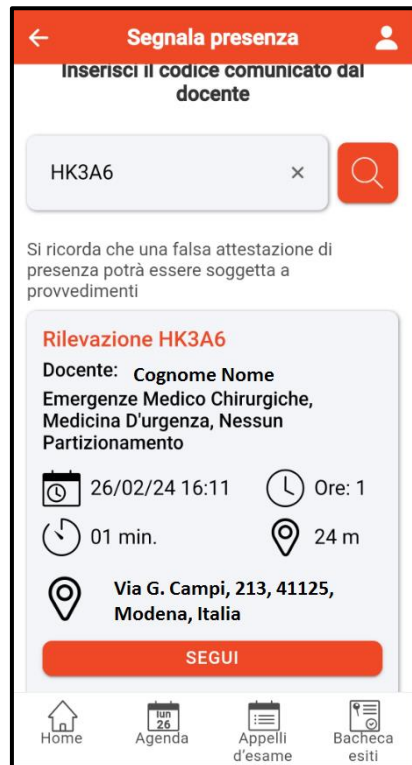 Segnala presenza
Inserisci il codice comunicato dal
docente
HK3A6 ×
Si ricorda che una falsa attestazione di
presenza potrà essere soggetta a
provvedimenti
Rilevazione HK3A6
Docente: Cognome Nome
Emergenze Medico Chirurgiche,
Medicina D'urgenza, Nessun
Partizionamento
26/02/24 16:11 Ore: 1
01 min. 24 m
Via G. Campi, 213, 41125,
Modena, Italia
SEGUI
lun
26
Home Agenda Appelli d'esame Bacheca esiti